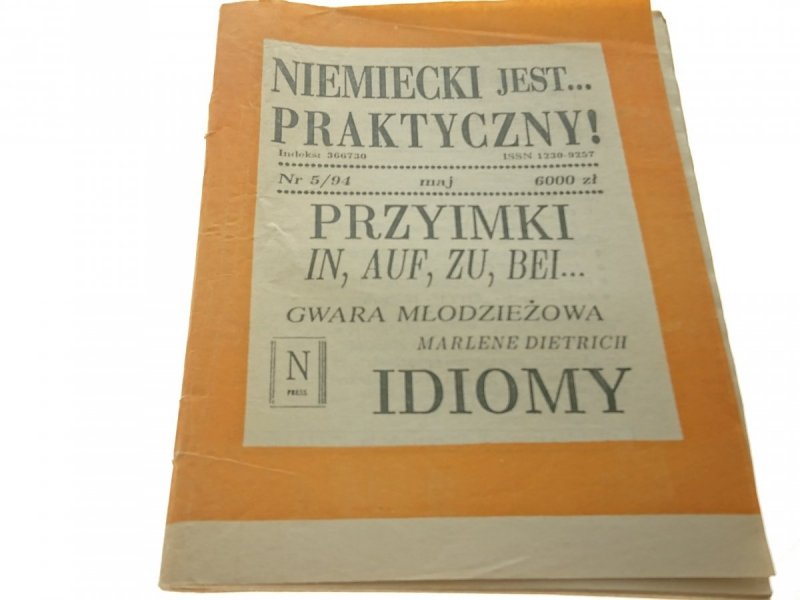 NIEMIECKI JEST...
PRAKTYCZNY!
Indeks: 366730 ISSN 1230-9257
Nr 5/94 maj 6000 zł
PRZYIMKI
IN, AUF, ZU, BEI...
GWARA MŁODZIEŻOWA
MARLENE DIETRICH
N
PRESS
IDIOMY